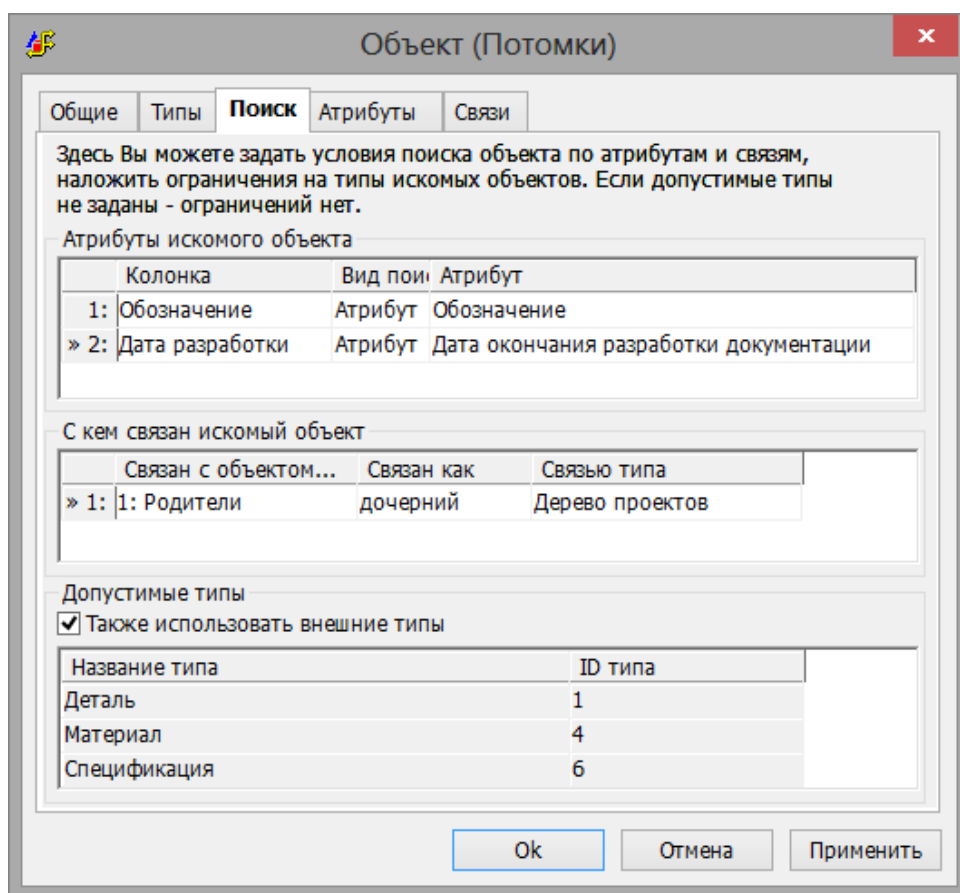 Объект (Потомки)
x
Общие Типы Поиск Атрибуты Связи
Здесь Вы можете задать условия поиска объекта по атрибутам и связям,
наложить ограничения на типы искомых объектов. Если допустимые типы
не заданы - ограничений нет.
Атрибуты искомого объекта
Колонка Вид пои Атрибут
1: Обозначение Атрибут Обозначение
» 2: Дата разработки Атрибут Дата окончания разработки документации
С кем связан искомый объект
Связан с объектом... Связан как Связью типа
» 1: 1: Родители дочерний Дерево проектов
Допустимые типы
Также использовать внешние типы
Название типа ID типа
Деталь 1
Материал 4
Спецификация 6
Ok Отмена Применить